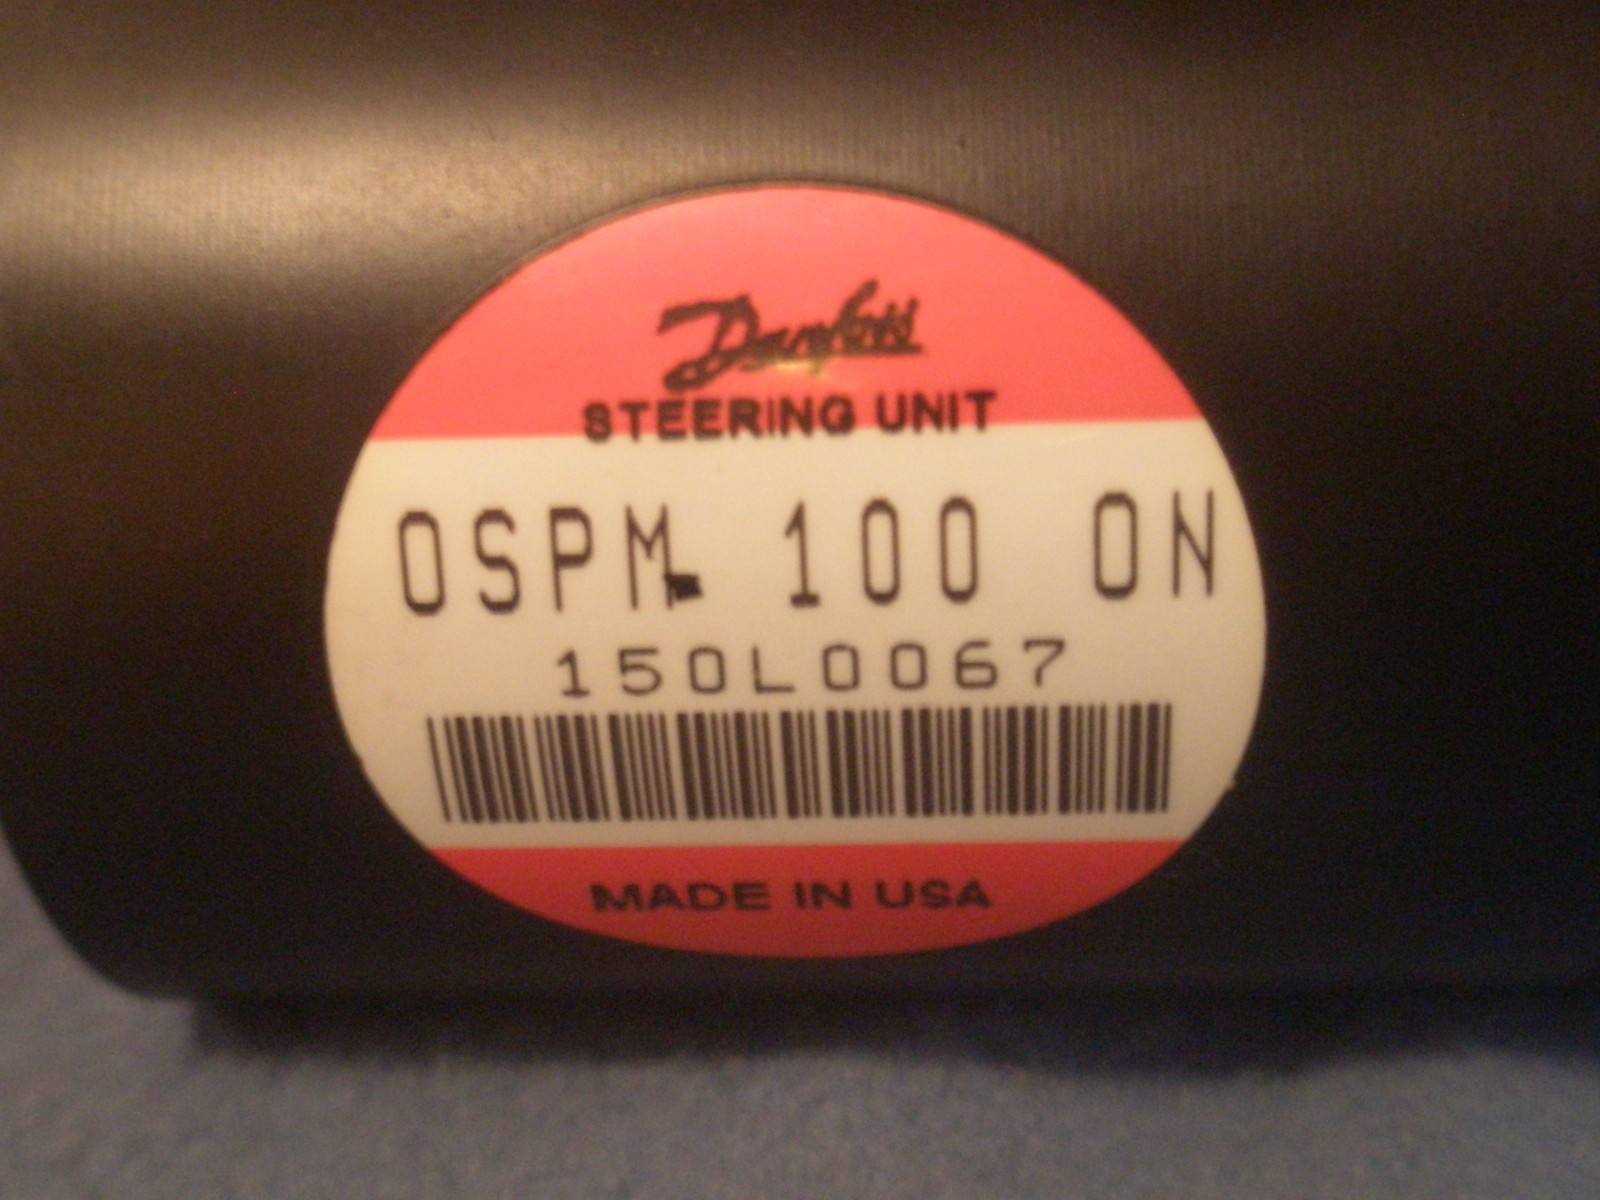 Danfoss
STEERING UNIT
OSPM 100 ON
150L0067
MADE IN USA